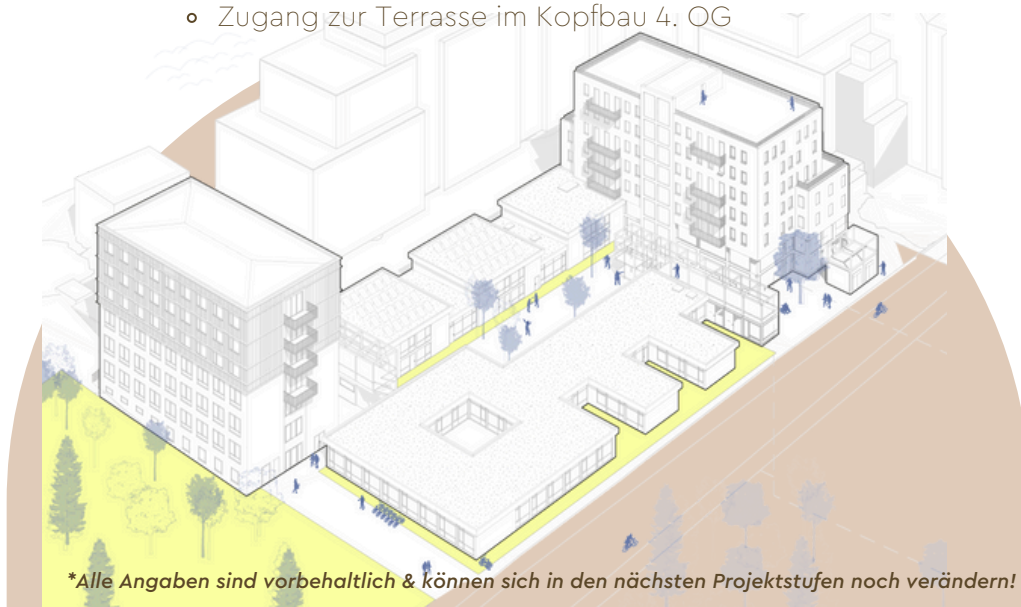 Zugang zur Terrasse im Kopfbau 4. OG
*Alle Angaben sind vorbehaltlich & können sich in den nächsten Projektstufen noch verändern!